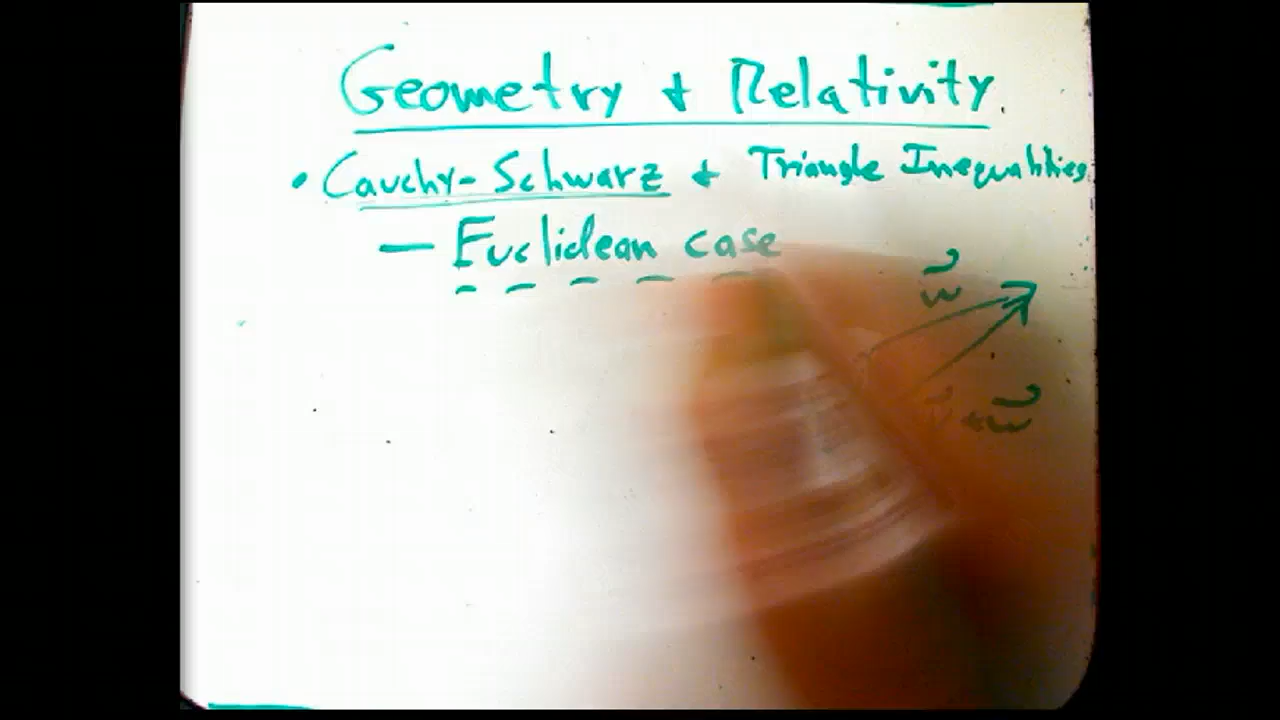 Geometry + Relativity.
• Cauchy-Schwarz + Triangle Inequalities
— Euclidean case
w
+w